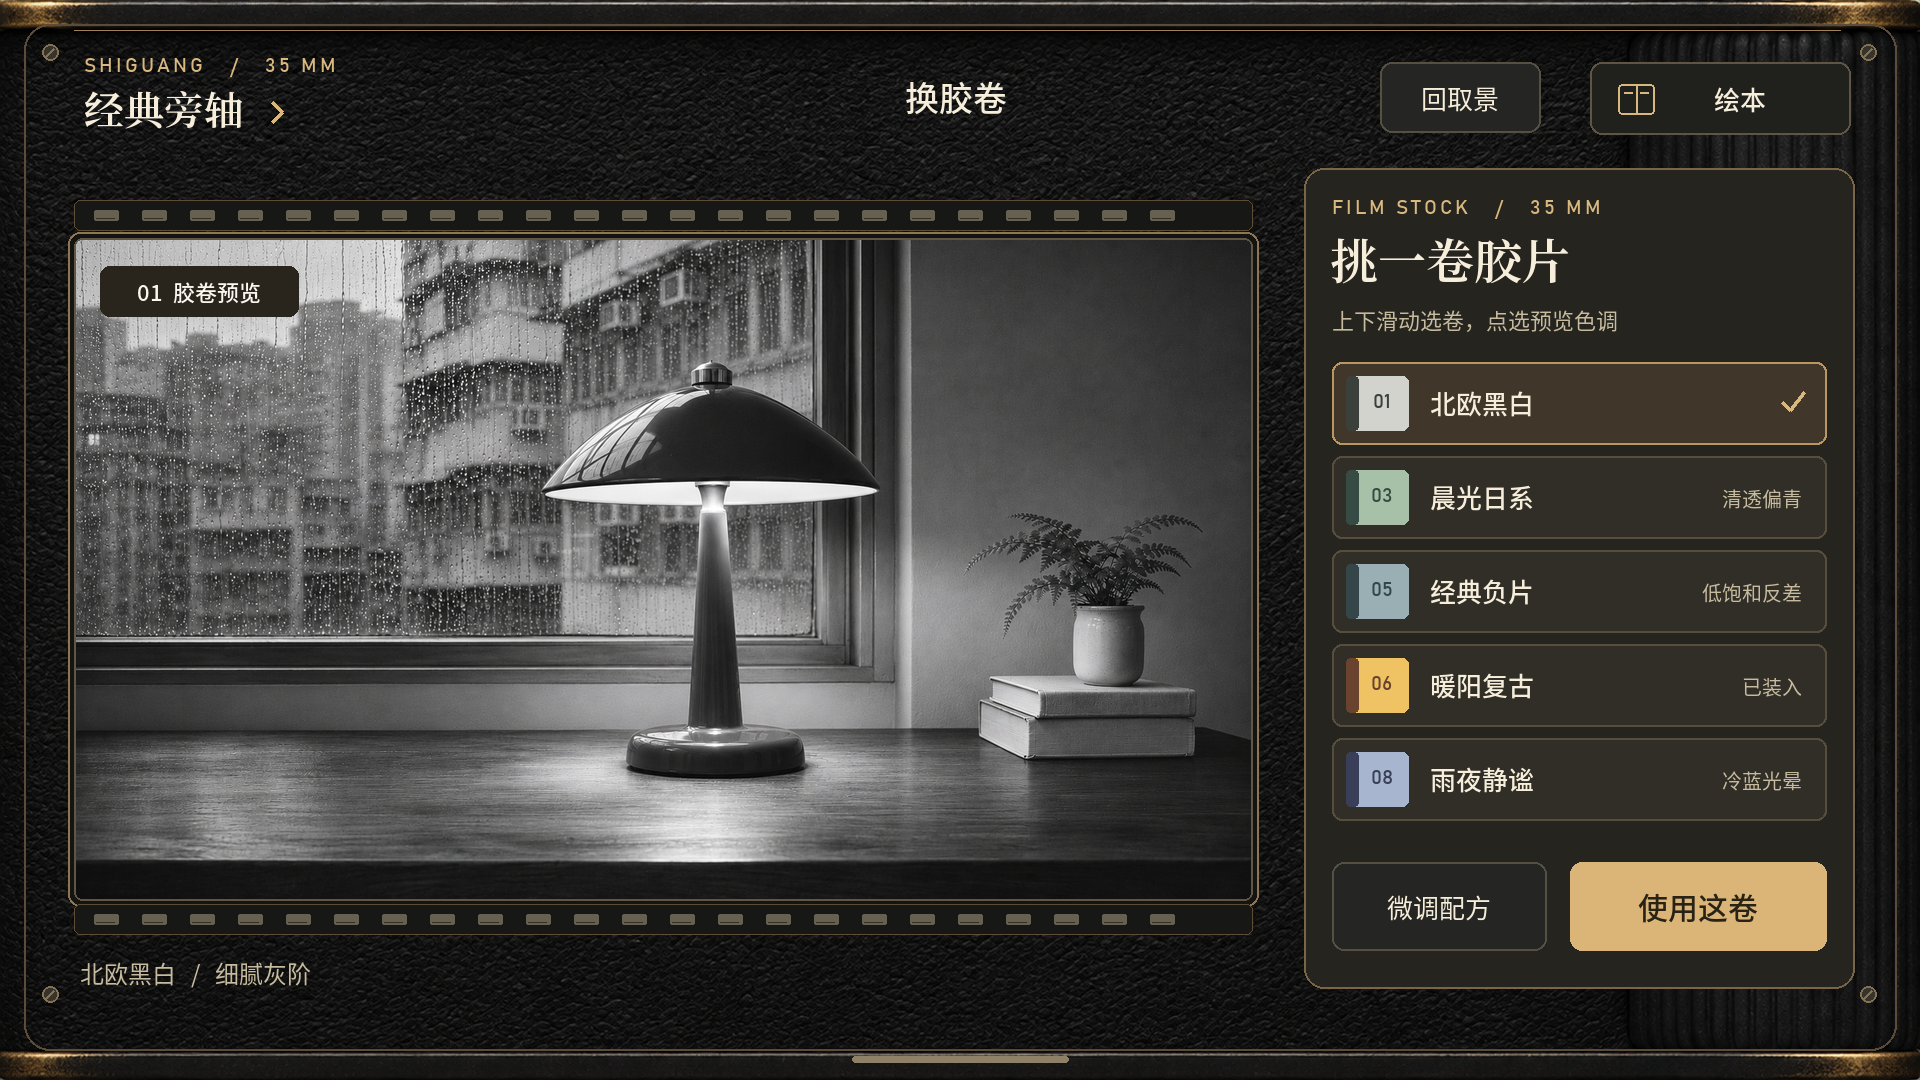 SHIGUANG / 35 MM
经典旁轴
换胶卷
回取景
绘本
01 胶卷预览
北欧黑白 / 细腻灰阶
FILM STOCK / 35 MM
挑一卷胶片
上下滑动选卷，点选预览色调
01 北欧黑白
03 晨光日系 清透偏青
05 经典负片 低饱和反差
06 暖阳复古 已装入
08 雨夜静谧 冷蓝光晕
微调配方
使用这卷